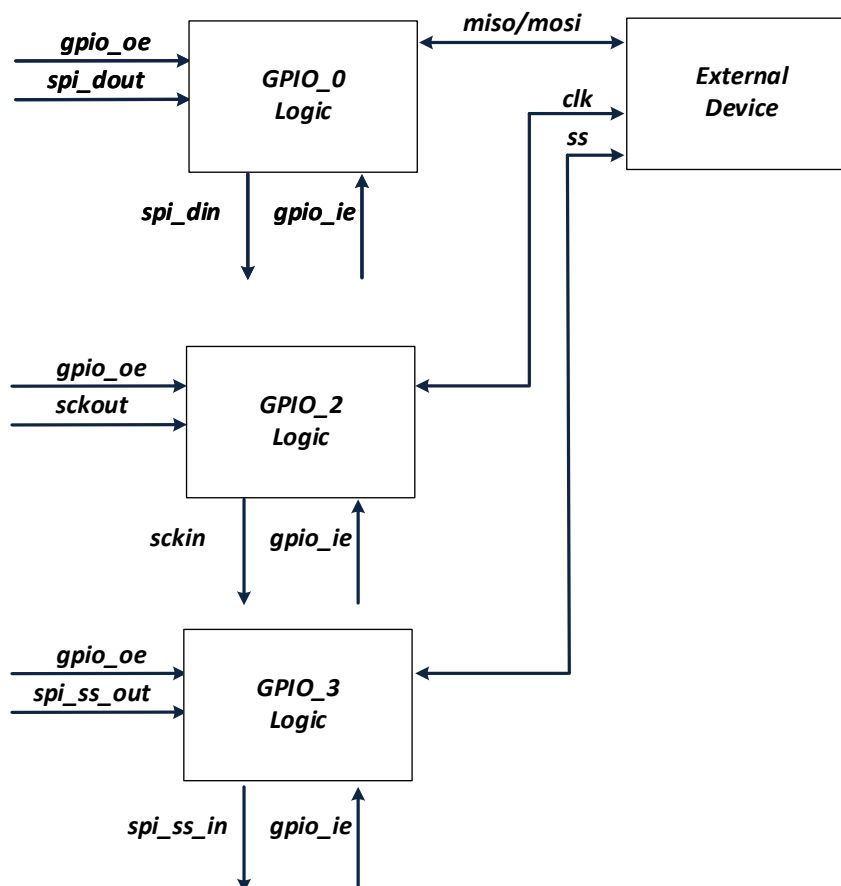 gpio_oe
spi_dout
GPIO_0
Logic
miso/mosi
External
Device
clk
ss
spi_din
gpio_ie
gpio_oe
sckout
GPIO_2
Logic
sckin
gpio_ie
gpio_oe
spi_ss_out
GPIO_3
Logic
spi_ss_in
gpio_ie